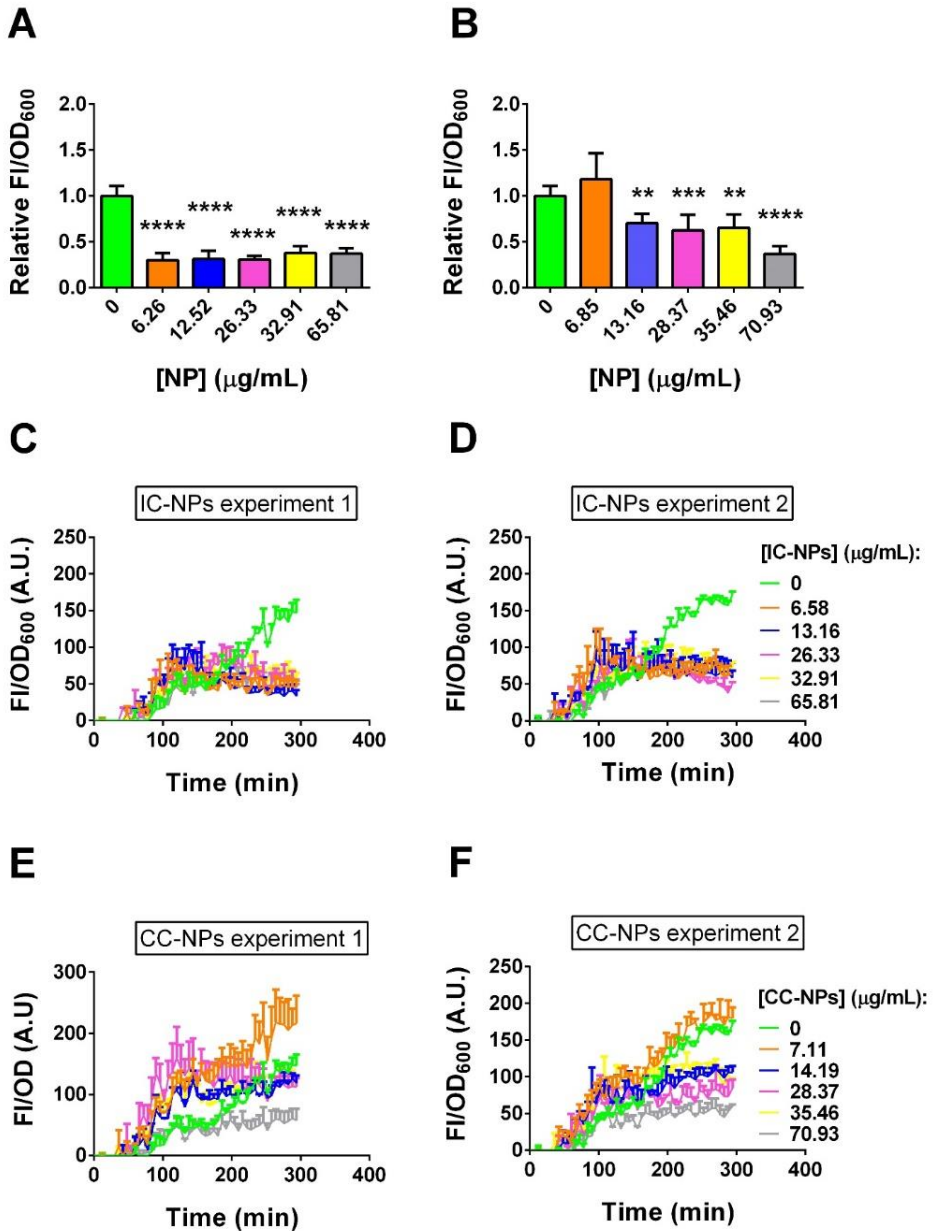 A
B
Relative FI/OD600
2.0
1.5
1.0
0.5
0.0
****
****
****
****
****
0
6.26
12.52
26.33
32.91
65.81
[NP] (µg/mL)
Relative FI/OD600
2.0
1.5
1.0
0.5
0.0
**
***
**
****
0
6.85
13.16
28.37
35.46
70.93
[NP] (µg/mL)
C
D
IC-NPs experiment 1
FI/OD600 (A.U.)
250
200
150
100
50
0
0 100 200 300 400
Time (min)
IC-NPs experiment 2
FI/OD600 (A.U.)
250
200
150
100
50
0
0 100 200 300 400
Time (min)
[IC-NPs] (µg/mL):
0
6.58
13.16
26.33
32.91
65.81
E
F
CC-NPs experiment 1
FI/OD (A.U)
300
200
100
0
0 100 200 300 400
Time (min)
CC-NPs experiment 2
FI/OD600 (A.U.)
250
200
150
100
50
0
0 100 200 300 400
Time (min)
[CC-NPs] (µg/mL):
0
7.11
14.19
28.37
35.46
70.93